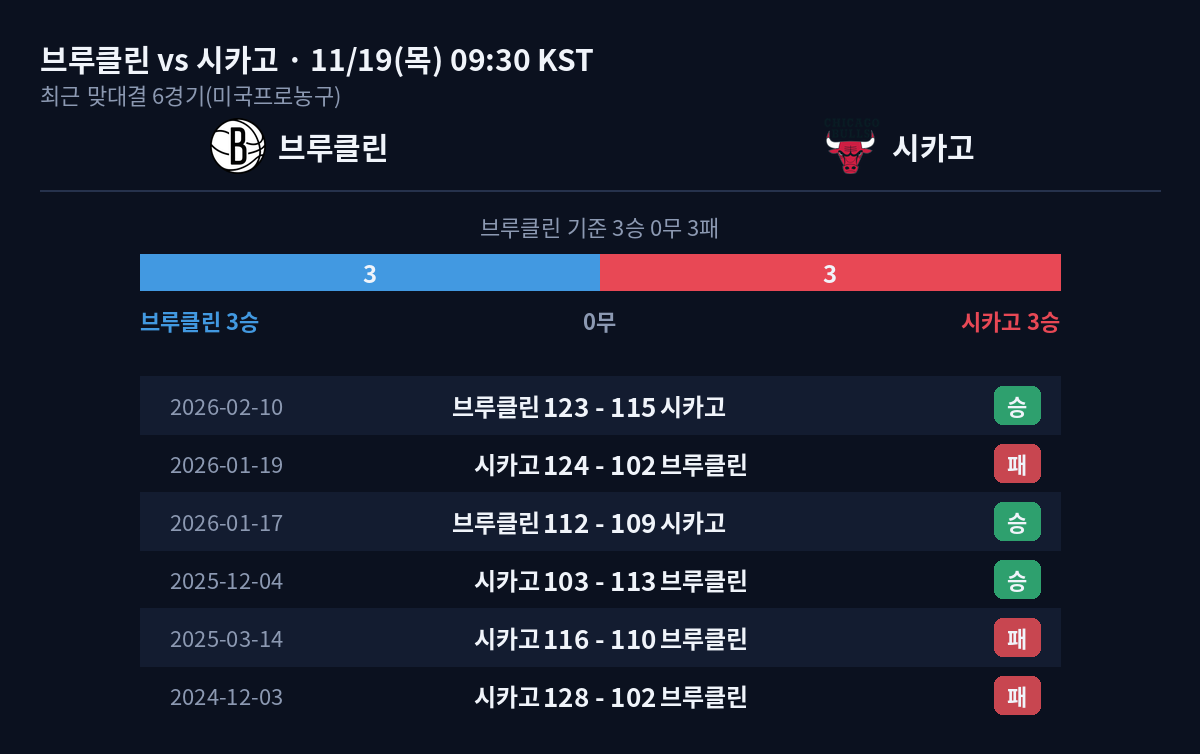 브루클린 vs 시카고 · 11/19(목) 09:30 KST
최근 맞대결 6경기(미국프로농구)
B 브루클린
CHICAGO BULLS 시카고
브루클린 기준 3승 0무 3패
3 3
브루클린 3승 0무 시카고 3승
2026-02-10 브루클린 123 - 115 시카고 승
2026-01-19 시카고 124 - 102 브루클린 패
2026-01-17 브루클린 112 - 109 시카고 승
2025-12-04 시카고 103 - 113 브루클린 승
2025-03-14 시카고 116 - 110 브루클린 패
2024-12-03 시카고 128 - 102 브루클린 패